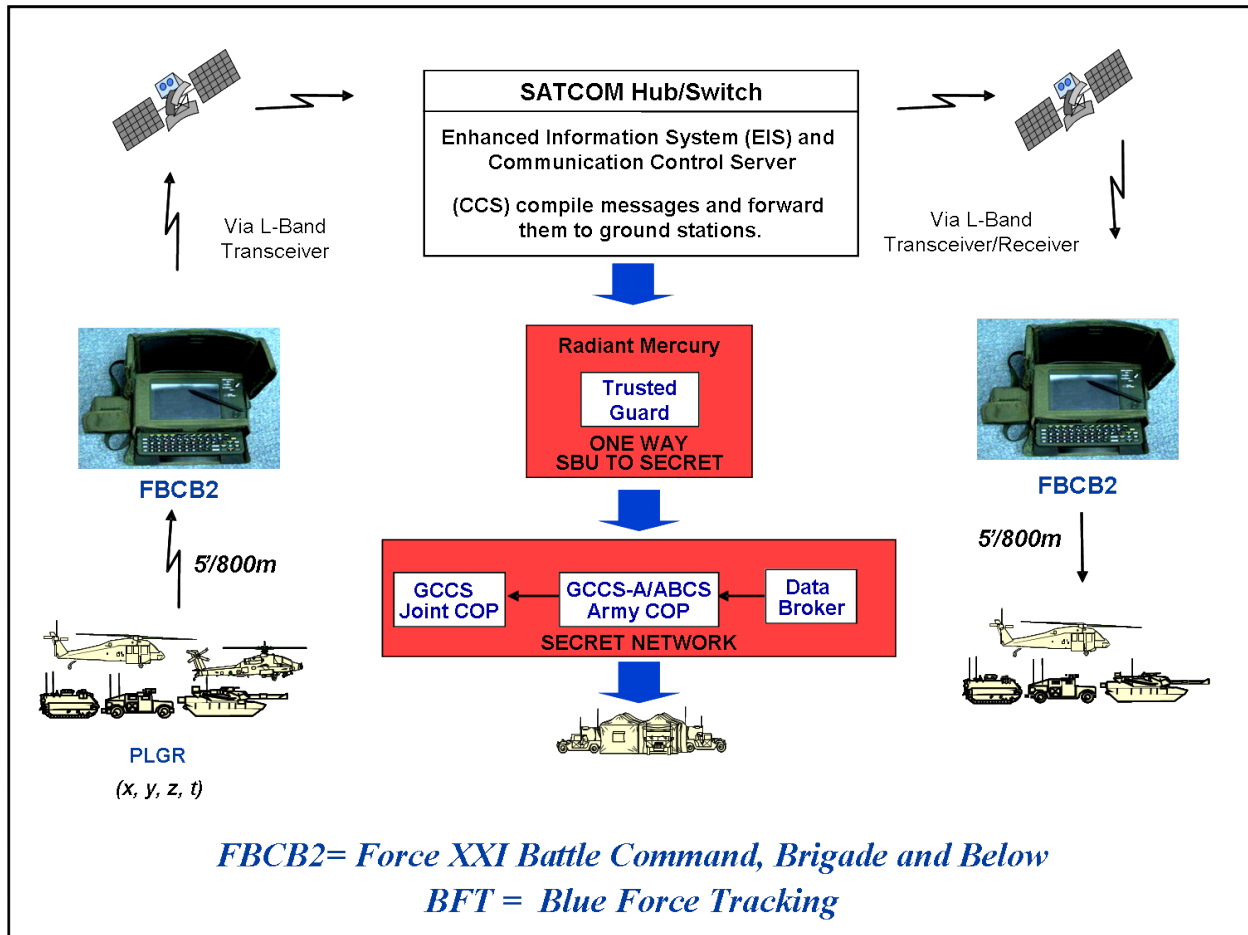 SATCOM Hub/Switch
Enhanced Information System (EIS) and
Communication Control Server
(CCS) compile messages and forward
them to ground stations.
Via L-Band
Transceiver
Via L-Band
Transceiver/Receiver
Radiant Mercury
Trusted
Guard
ONE WAY
SBU TO SECRET
FBCB2
FBCB2
5'/800m
5'/800m
GCCS
Joint COP
GCCS-A/ABCS
Army COP
Data
Broker
SECRET NETWORK
PLGR
(x, y, z, t)
FBCB2= Force XXI Battle Command, Brigade and Below
BFT = Blue Force Tracking